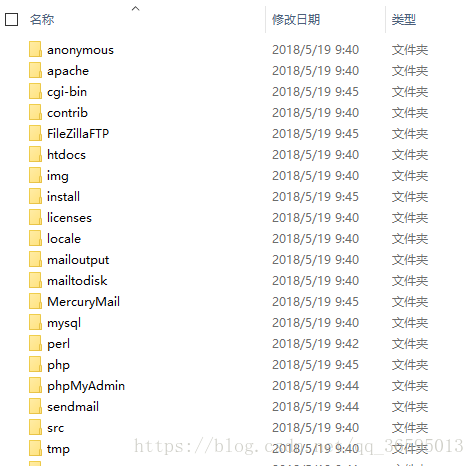 名称 修改日期 类型
anonymous 2018/5/19 9:40 文件夹
apache 2018/5/19 9:40 文件夹
cgi-bin 2018/5/19 9:45 文件夹
contrib 2018/5/19 9:40 文件夹
FileZillaFTP 2018/5/19 9:45 文件夹
htdocs 2018/5/19 9:40 文件夹
img 2018/5/19 9:40 文件夹
install 2018/5/19 9:45 文件夹
licenses 2018/5/19 9:40 文件夹
locale 2018/5/19 9:40 文件夹
mailoutput 2018/5/19 9:40 文件夹
mailtodisk 2018/5/19 9:40 文件夹
MercuryMail 2018/5/19 9:45 文件夹
mysql 2018/5/19 9:40 文件夹
perl 2018/5/19 9:42 文件夹
php 2018/5/19 9:45 文件夹
phpMyAdmin 2018/5/19 9:44 文件夹
sendmail 2018/5/19 9:44 文件夹
src 2018/5/19 9:40 文件夹
tmp 2018/5/19 9:40 文件夹
https://blog.csdn.net/qq_36595013